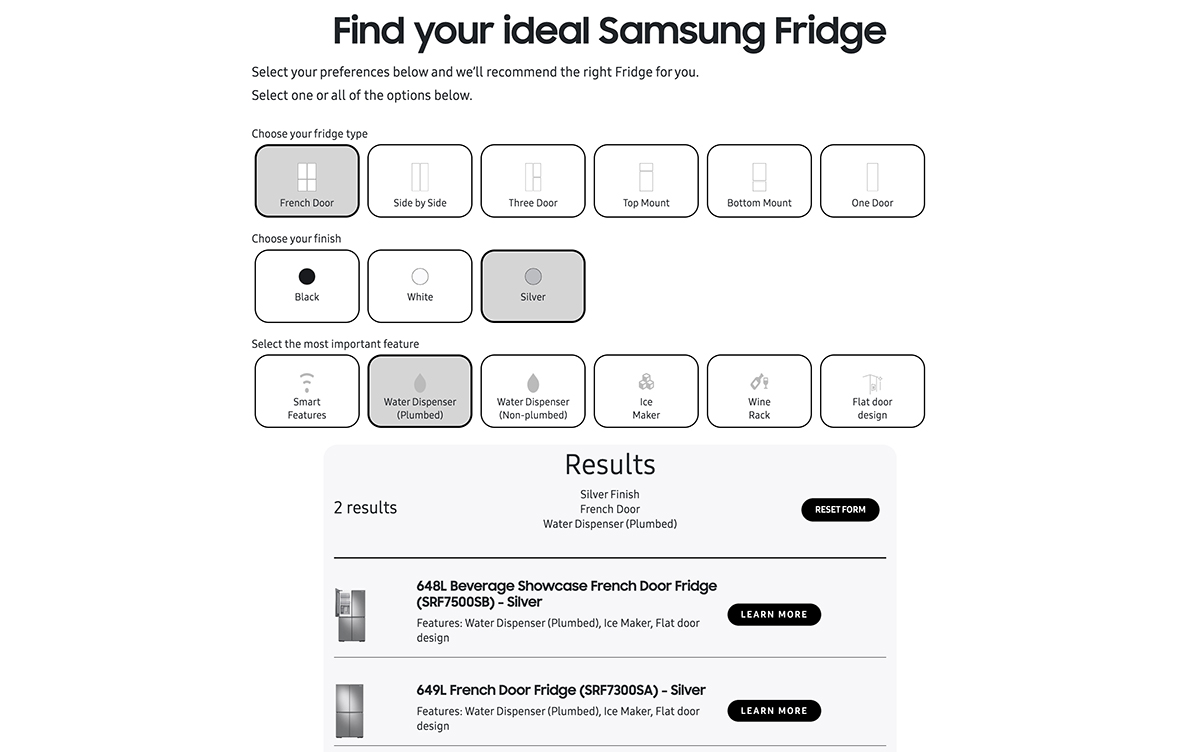 Find your ideal Samsung Fridge
Select your preferences below and we'll recommend the right Fridge for you.
Select one or all of the options below.
Choose your fridge type
French Door
Side by Side
Three Door
Top Mount
Bottom Mount
One Door
Choose your finish
Black
White
Silver
Select the most important feature
Smart
Features
Water Dispenser
(Plumbed)
Water Dispenser
(Non-plumbed)
Ice
Maker
Wine
Rack
Flat door
design
Results
2 results
Silver Finish
French Door
Water Dispenser (Plumbed)
RESET FORM
648L Beverage Showcase French Door Fridge
(SRF7500SB) - Silver
Features: Water Dispenser (Plumbed), Ice Maker, Flat door
design
LEARN MORE
649L French Door Fridge (SRF7300SA) - Silver
Features: Water Dispenser (Plumbed), Ice Maker, Flat door
design
LEARN MORE